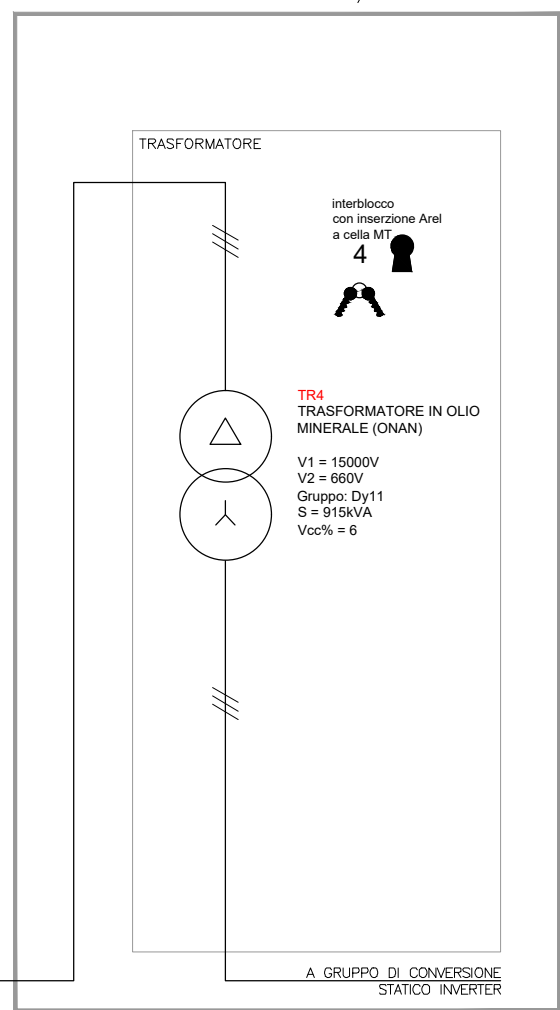 TRASFORMATORE
interblocco
con inserzione Arel
a cella MT
4
TR4
TRASFORMATORE IN OLIO
MINERALE (ONAN)
V1 = 15000V
V2 = 660V
Gruppo: Dy11
S = 915kVA
Vcc% = 6
A GRUPPO DI CONVERSIONE
STATICO INVERTER